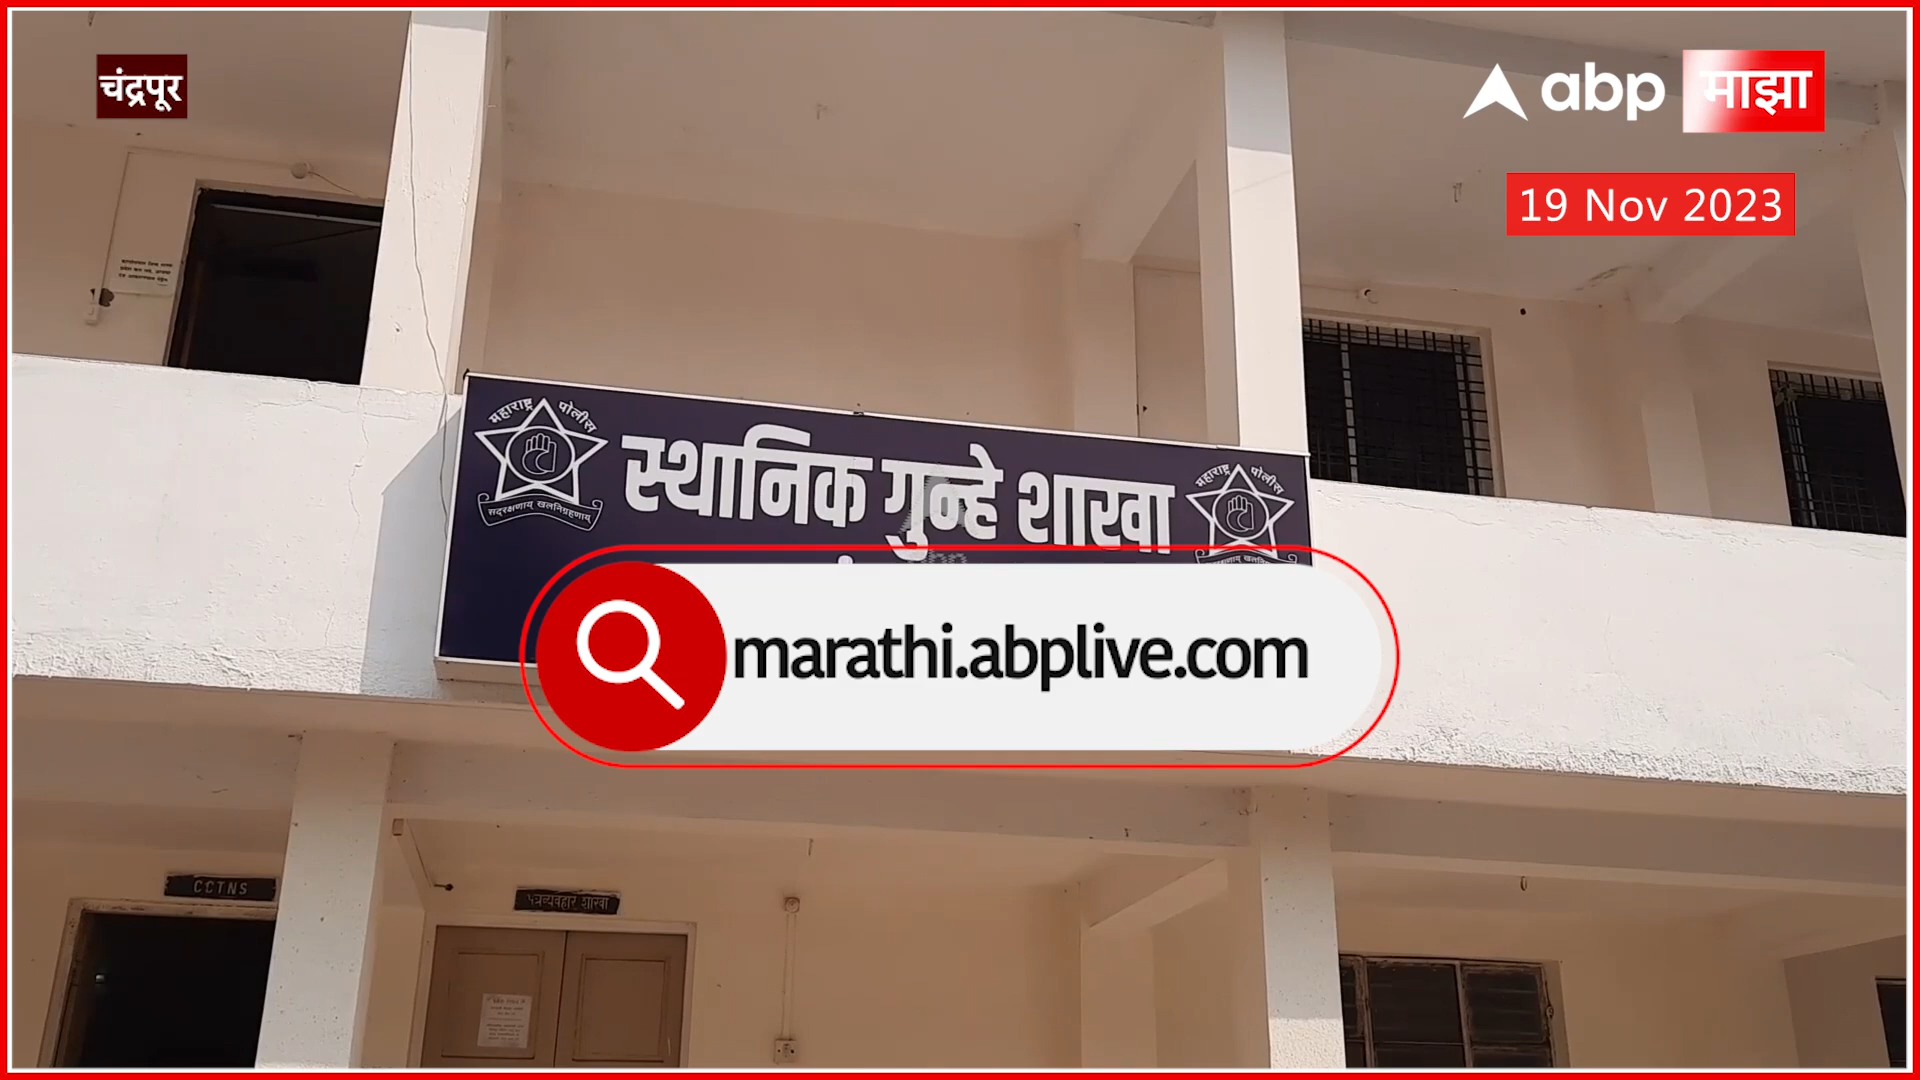 चंद्रपूर
abp माझा
19 Nov 2023
महाराष्ट्र पोलीस
सद्रक्षणाय खलनिग्रहणाय
स्थानिक गुन्हे शाखा
महाराष्ट्र पोलीस
marathi.abplive.com
CCTNS
पत्रव्यवहार शाखा